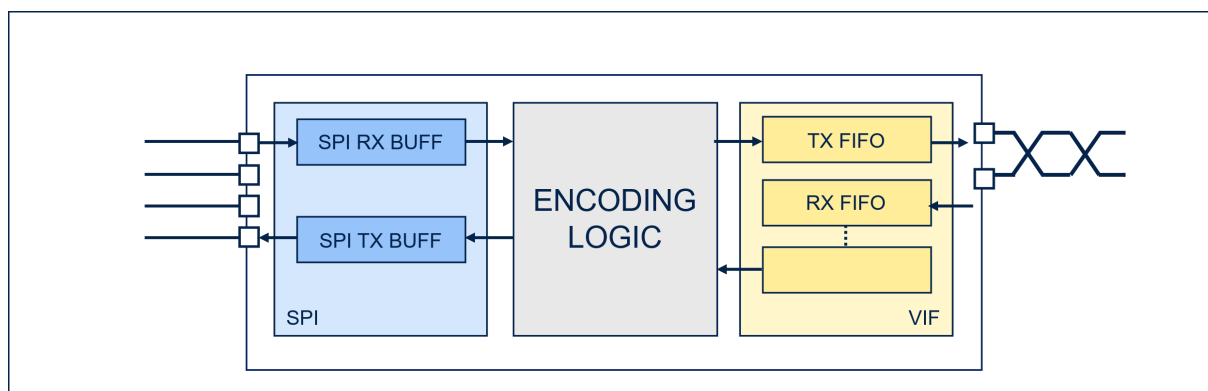 SPI RX BUFF
SPI TX BUFF
SPI
ENCODING
LOGIC
TX FIFO
RX FIFO
VIF